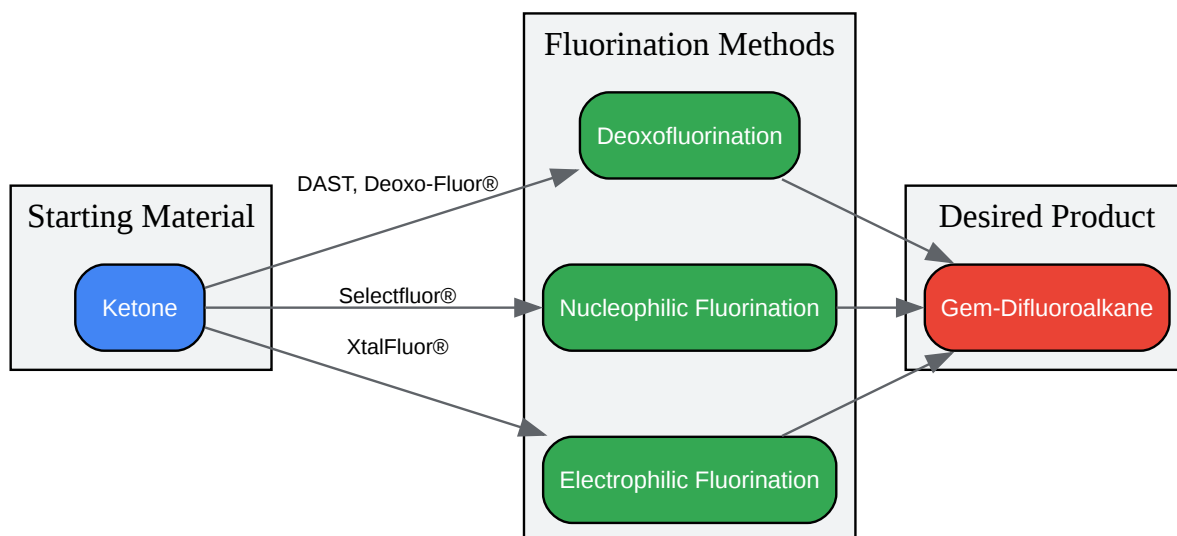 Starting Material
Ketone
DAST, Deoxo-Fluor®
Selectfluor®
XtalFluor®
Fluorination Methods
Deoxofluorination
Nucleophilic Fluorination
Electrophilic Fluorination
Desired Product
Gem-Difluoroalkane